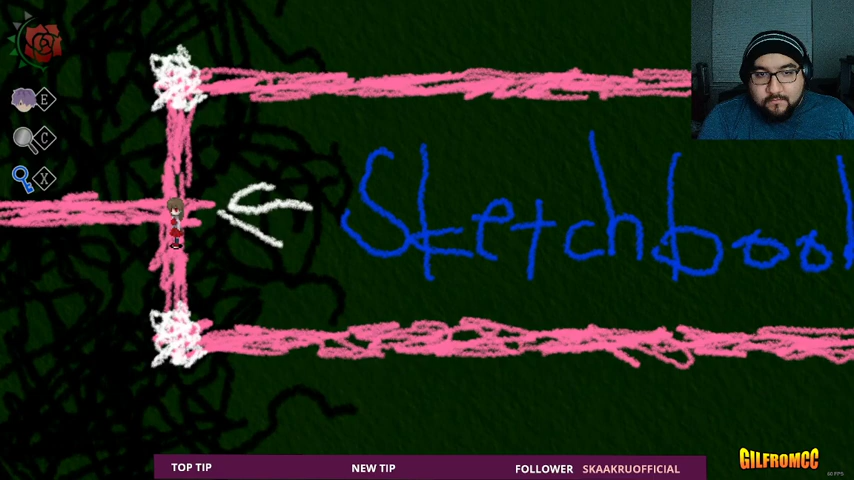 E
C
X
Sketchbook
TOP TIP
NEW TIP
FOLLOWER SKAAKRUOFFICIAL
GILFROMCC
60 FPS